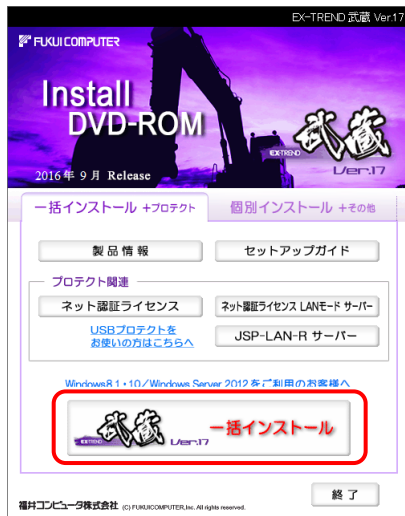 EX-TREND 武蔵 Ver.17
FUKUI COMPUTER
Install
DVD-ROM
EX-TREND 武蔵
Ver.17
2016年 9月 Release
一括インストール +プロテクト
個別インストール +その他
製品情報
セットアップガイド
プロテクト関連
ネット認証ライセンス
ネット認証ライセンス LANモード サーバー
USBプロテクトを
お使いの方はこちらへ
JSP-LAN-R サーバー
Windows8.1・10/Windows Server 2012 をご利用のお客様へ
EX-TREND 武蔵 Ver.17 一括インストール
終了
福井コンピュータ株式会社 (C) FUKUICOMPUTER, Inc. All rights reserved.